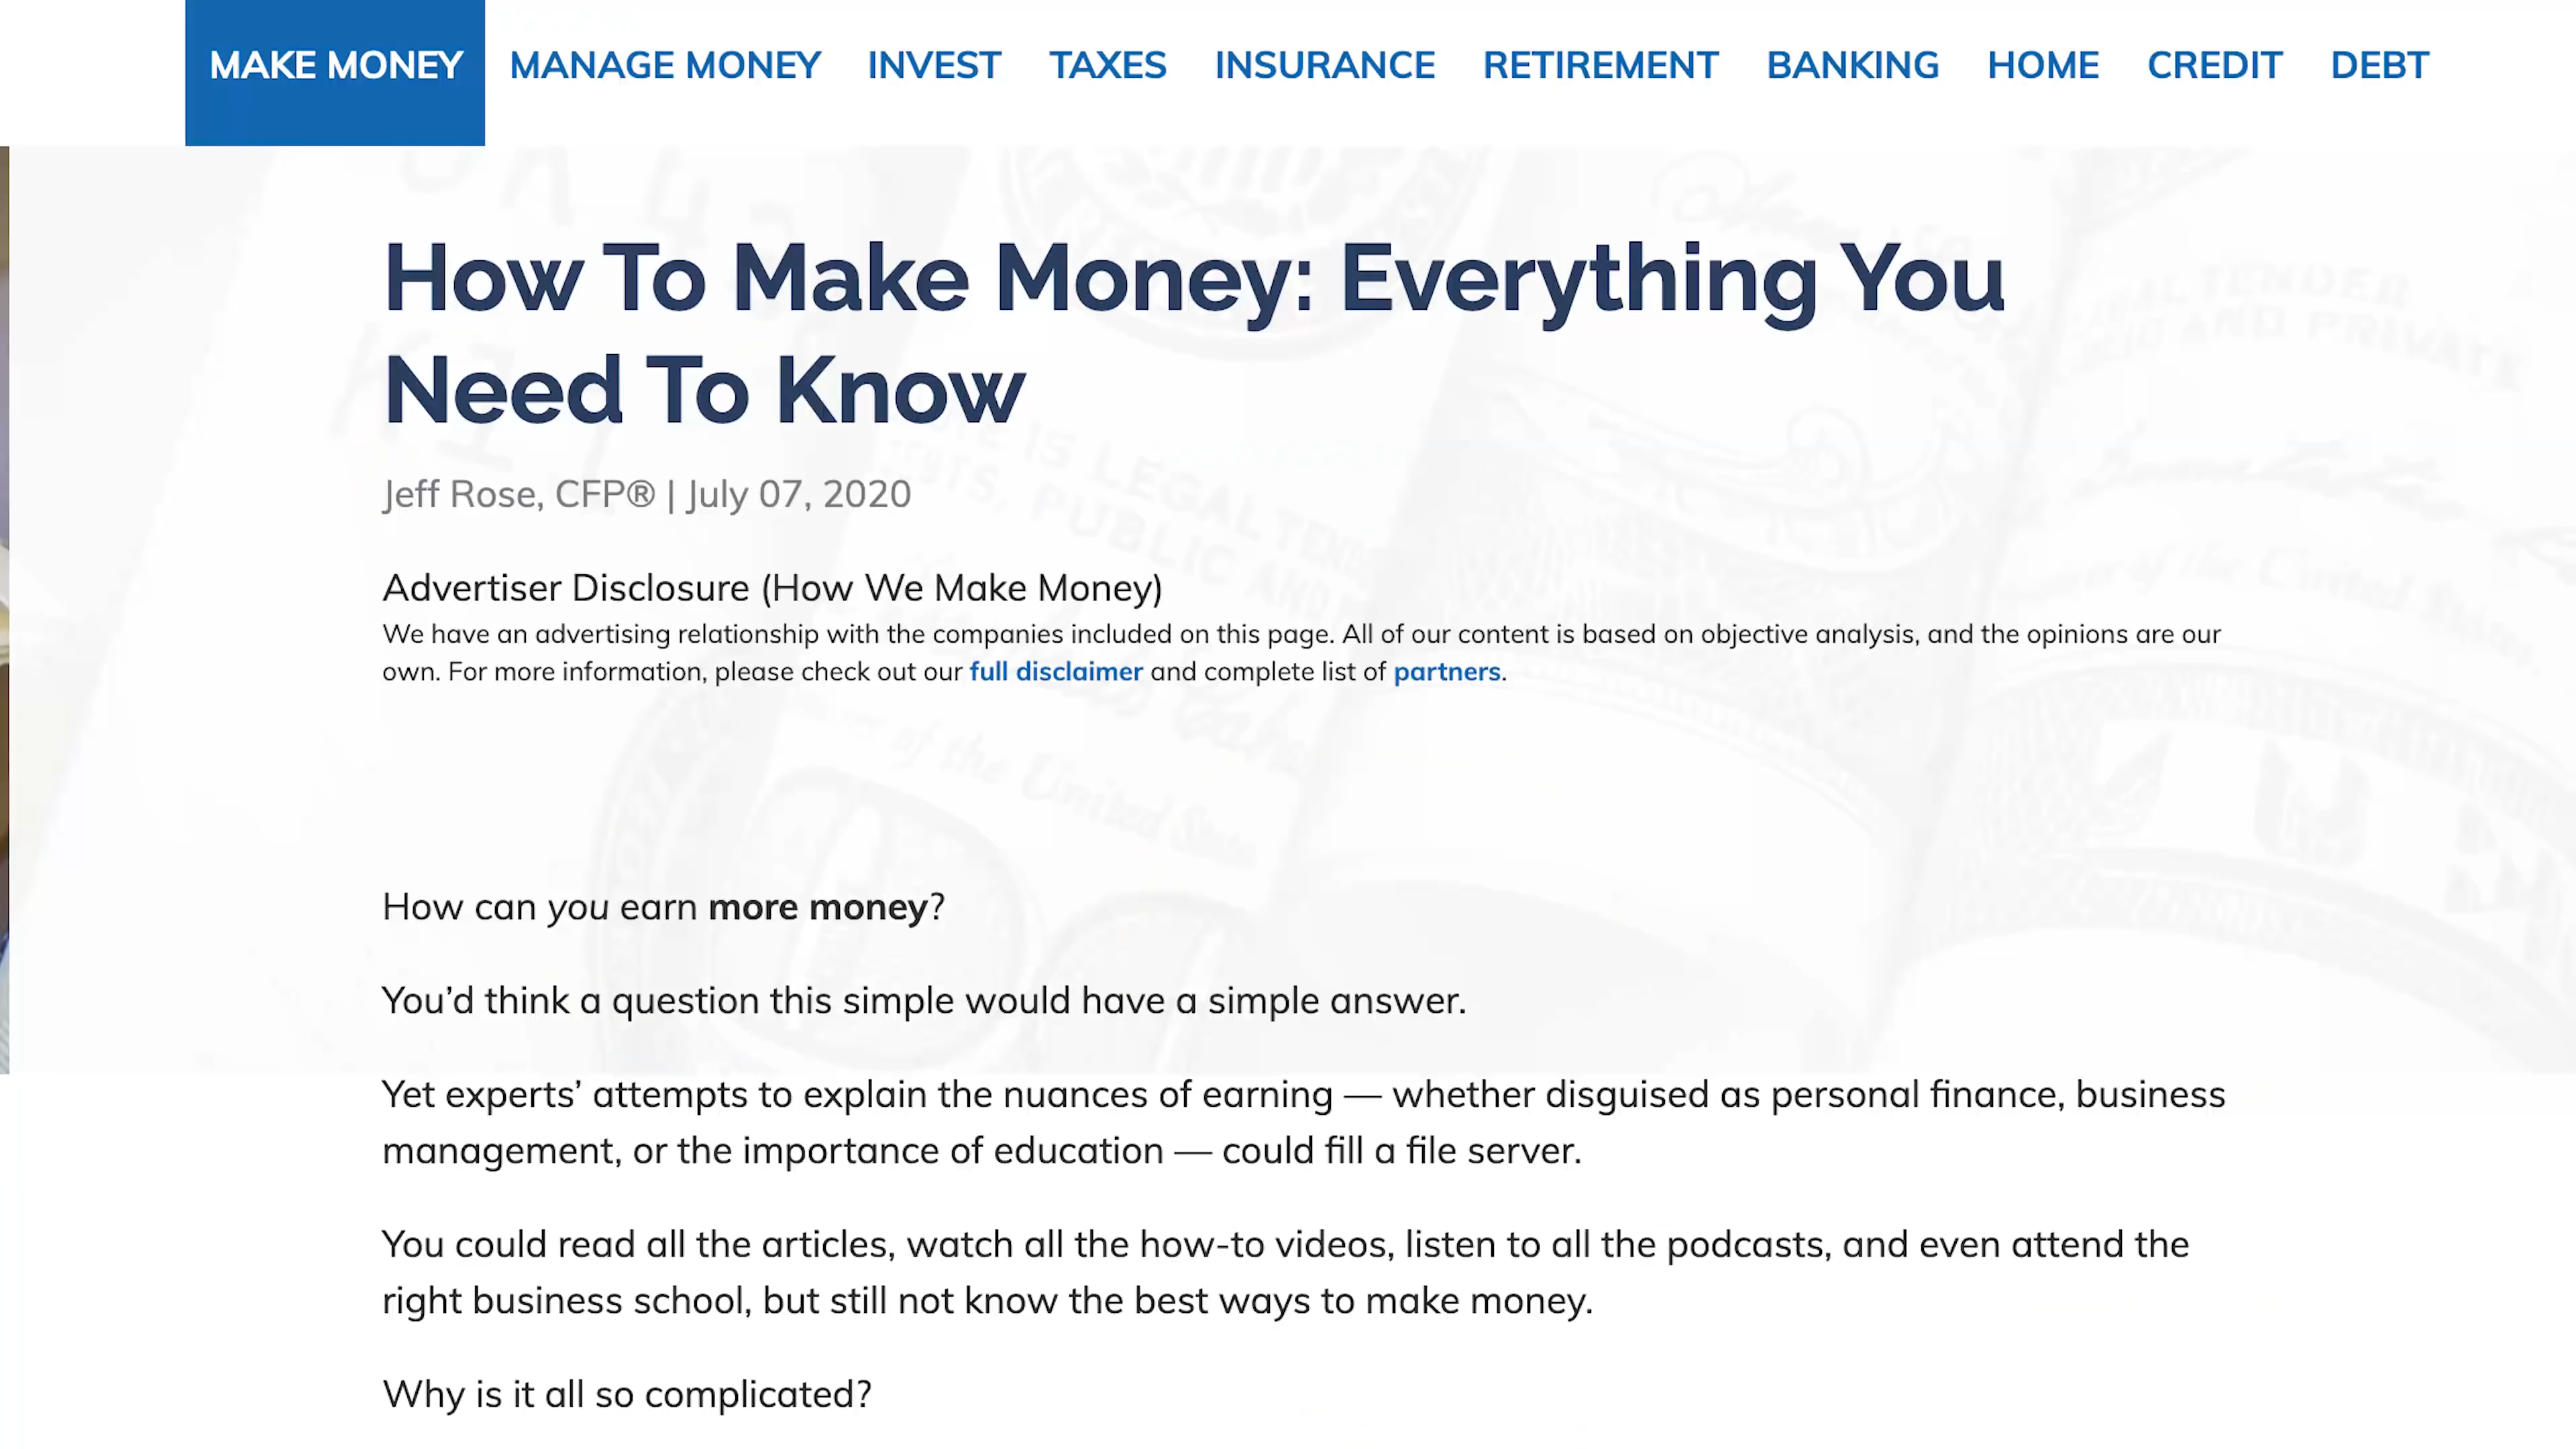 MAKE MONEY MANAGE MONEY INVEST TAXES INSURANCE RETIREMENT BANKING HOME CREDIT DEBT
How To Make Money: Everything You
Need To Know
Jeff Rose, CFP® | July 07, 2020
Advertiser Disclosure (How We Make Money)
We have an advertising relationship with the companies included on this page. All of our content is based on objective analysis, and the opinions are our
own. For more information, please check out our full disclaimer and complete list of partners.
How can you earn more money?
You’d think a question this simple would have a simple answer.
Yet experts’ attempts to explain the nuances of earning — whether disguised as personal finance, business
management, or the importance of education — could fill a file server.
You could read all the articles, watch all the how-to videos, listen to all the podcasts, and even attend the
right business school, but still not know the best ways to make money.
Why is it all so complicated?